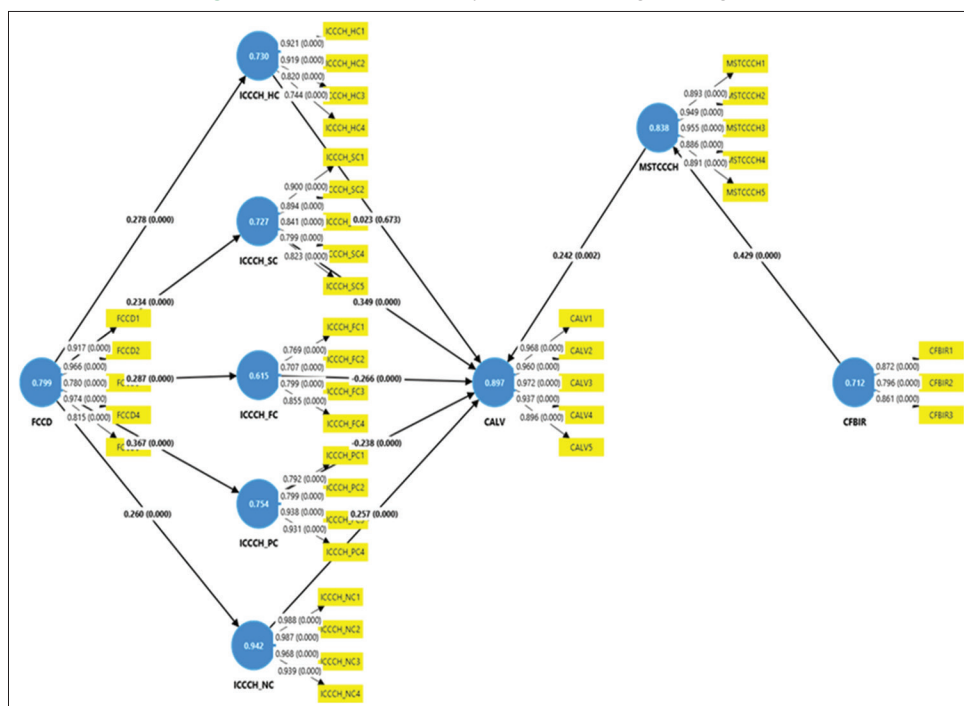 0.730
ICCCH_HC
0.921 (0.000)
0.919 (0.000)
0.820 (0.000)
0.744 (0.000)
ICCCH_HC1
ICCCH_HC2
ICCCH_HC3
ICCCH_HC4
0.727
ICCCH_SC
0.900 (0.000)
0.894 (0.000)
0.841 (0.000)
0.799 (0.000)
0.823 (0.000)
ICCCH_SC1
ICCCH_SC2
ICCCH_SC4
ICCCH_SC5
0.278 (0.000)
0.234 (0.000)
0.287 (0.000)
0.367 (0.000)
0.260 (0.000)
0.799
FCCD
0.917 (0.000)
0.966 (0.000)
0.780 (0.000)
0.974 (0.000)
0.815 (0.000)
FCCD1
FCCD2
FCCD4
0.615
ICCCH_FC
0.769 (0.000)
0.707 (0.000)
0.799 (0.000)
0.855 (0.000)
ICCCH_FC1
ICCCH_FC2
ICCCH_FC3
ICCCH_FC4
0.754
ICCCH_PC
0.792 (0.000)
0.799 (0.000)
0.938 (0.000)
0.931 (0.000)
ICCCH_PC1
ICCCH_PC2
ICCCH_PC4
0.942
ICCCH_NC
0.988 (0.000)
0.987 (0.000)
0.968 (0.000)
0.939 (0.000)
ICCCH_NC1
ICCCH_NC2
ICCCH_NC3
ICCCH_NC4
0.023 (0.673)
0.349 (0.000)
-0.266 (0.000)
-0.238 (0.000)
0.257 (0.000)
0.897
CALV
0.968 (0.000)
0.960 (0.000)
0.972 (0.000)
0.937 (0.000)
0.896 (0.000)
CALV1
CALV2
CALV3
CALV4
CALV5
0.242 (0.002)
0.429 (0.000)
0.838
MSTCCCH
0.893 (0.000)
0.949 (0.000)
0.955 (0.000)
0.886 (0.000)
0.891 (0.000)
MSTCCCH1
MSTCCCH2
MSTCCCH3
MSTCCCH4
MSTCCCH5
0.712
CFBIR
0.872 (0.000)
0.796 (0.000)
0.861 (0.000)
CFBIR1
CFBIR2
CFBIR3